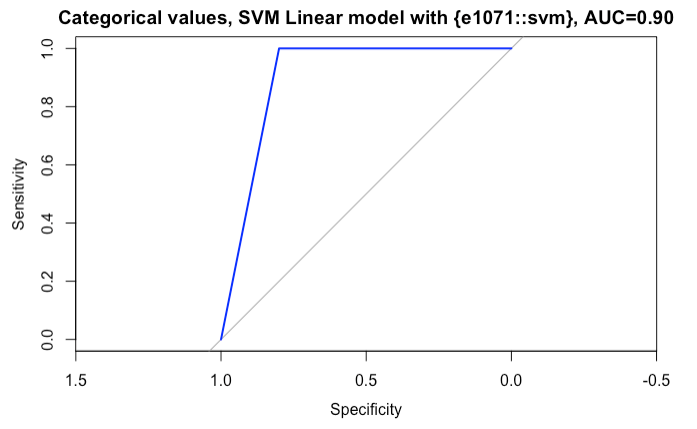 Categorical values, SVM Linear model with {e1071::svm}, AUC=0.90
Sensitivity
1.0
0.8
0.6
0.4
0.2
0.0
1.5 1.0 0.5 0.0 -0.5
Specificity